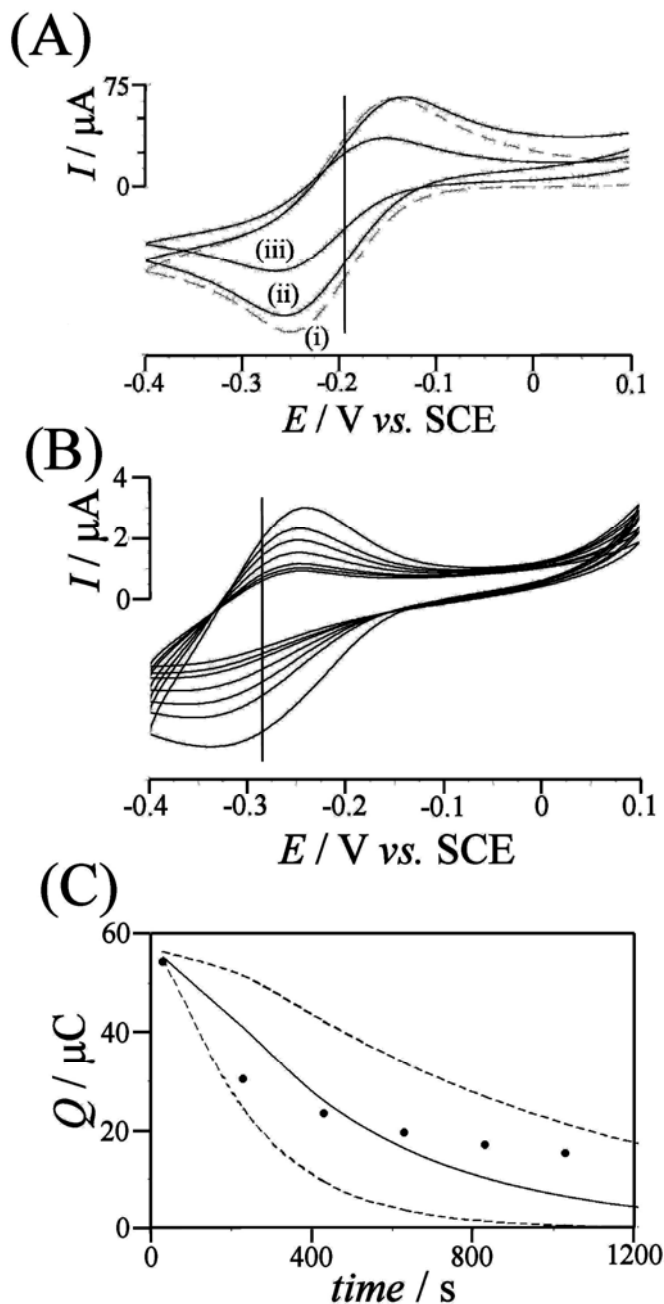 (A)
75
0
I / μA
(iii)
(ii)
(i)
-0.4 -0.3 -0.2 -0.1 0 0.1
E / V vs. SCE
(B)
4
2
0
I / μA
-0.4 -0.3 -0.2 -0.1 0 0.1
E / V vs. SCE
(C)
60
40
20
0
Q / μC
0 400 800 1200
time / s